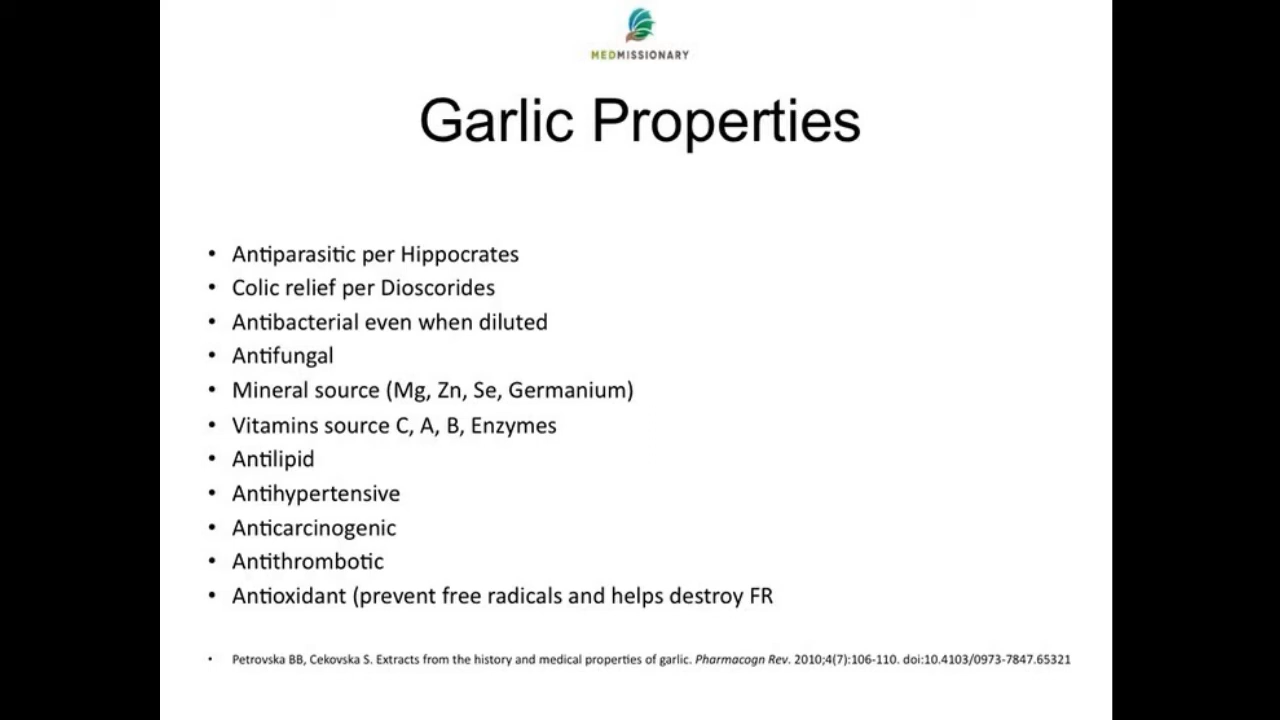 MEDMISSIONARY
Garlic Properties
• Antiparasitic per Hippocrates
• Colic relief per Dioscorides
• Antibacterial even when diluted
• Antifungal
• Mineral source (Mg, Zn, Se, Germanium)
• Vitamins source C, A, B, Enzymes
• Antilipid
• Antihypertensive
• Anticarcinogenic
• Antithrombotic
• Antioxidant (prevent free radicals and helps destroy FR
• Petrovska BB, Cekovska S. Extracts from the history and medical properties of garlic. Pharmacogn Rev. 2010;4(7):106-110. doi:10.4103/0973-7847.65321